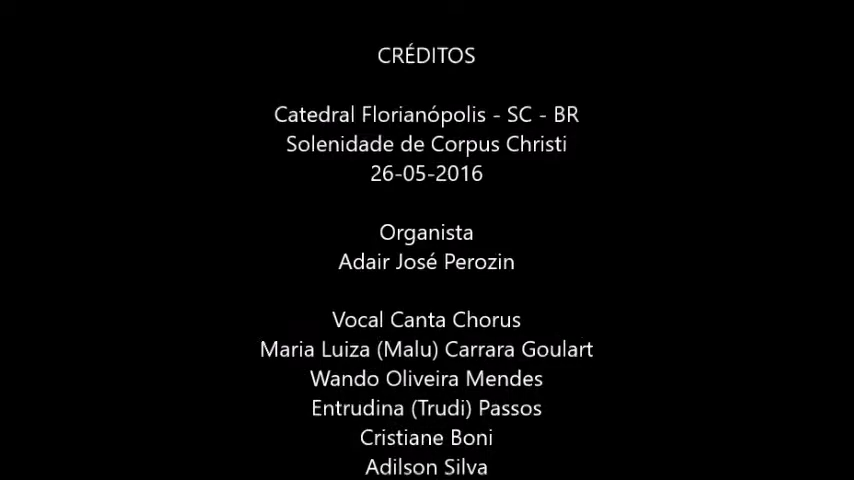 CRÉDITOS
Catedral Florianópolis - SC - BR
Solenidade de Corpus Christi
26-05-2016
Organista
Adair José Perozin
Vocal Canta Chorus
Maria Luiza (Malu) Carrara Goulart
Wando Oliveira Mendes
Entrudina (Trudi) Passos
Cristiane Boni
Adilson Silva